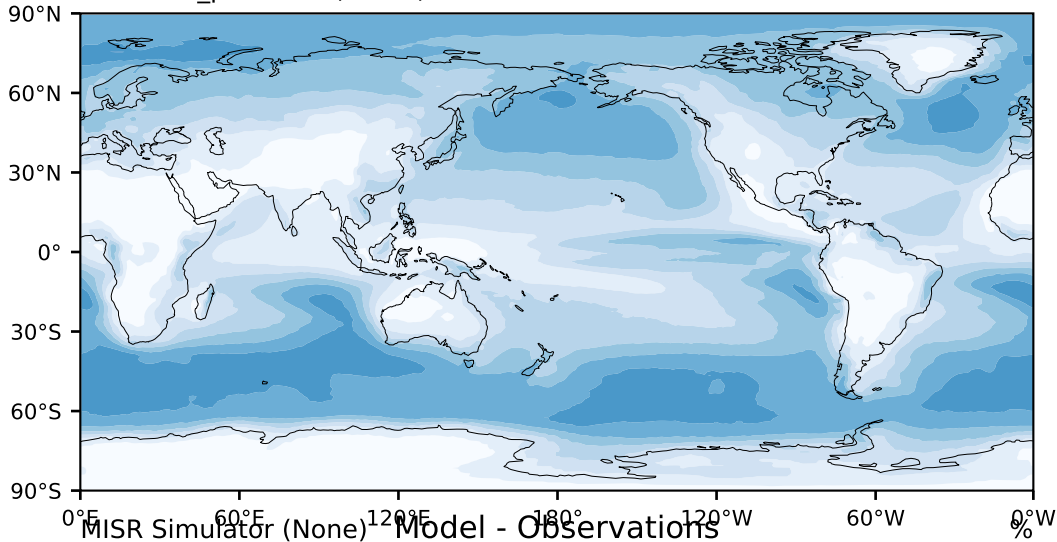 90°N
60°N
30°N
0°
30°S
60°S
90°S
0°E 60°E 120°E 180° 120°W 60°W 0°W
MISR Simulator (None) Model - Observations %